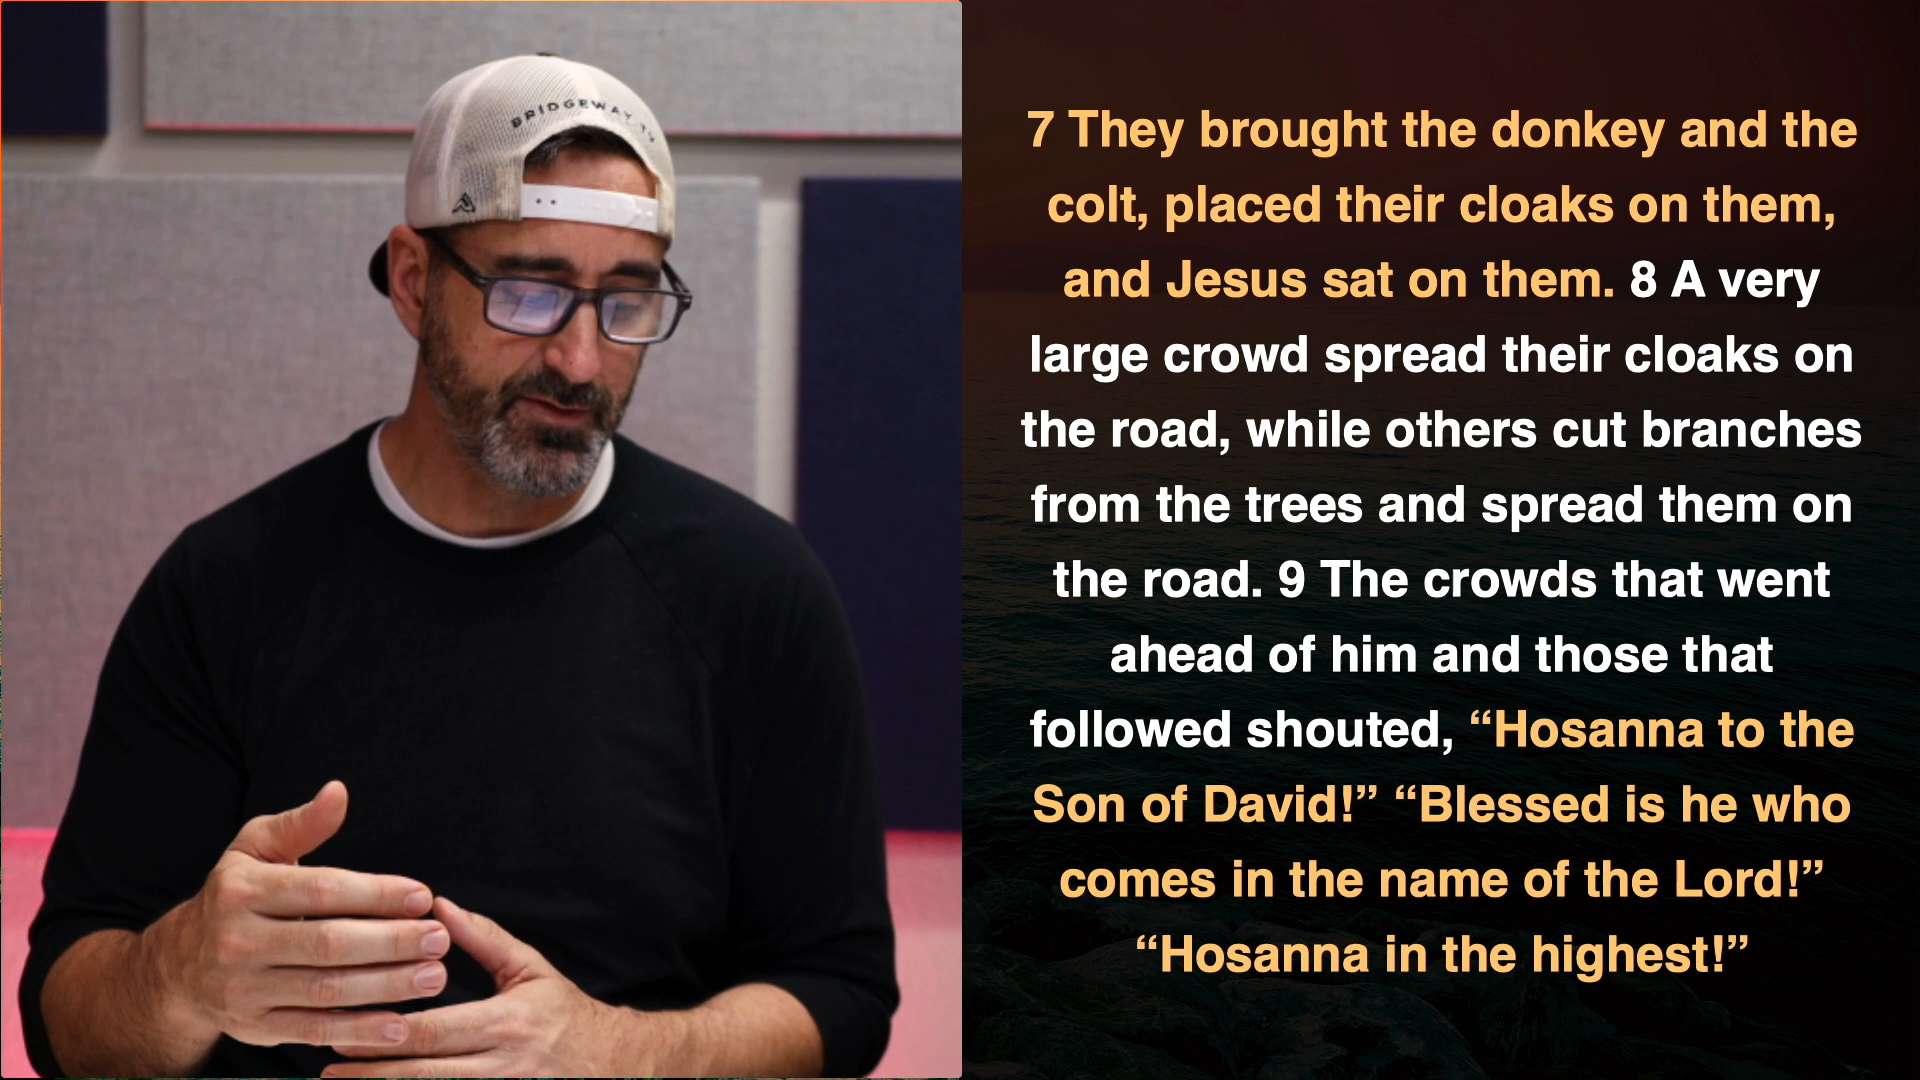 BRIDGEWAY TV
7 They brought the donkey and the
colt, placed their cloaks on them,
and Jesus sat on them. 8 A very
large crowd spread their cloaks on
the road, while others cut branches
from the trees and spread them on
the road. 9 The crowds that went
ahead of him and those that
followed shouted, “Hosanna to the
Son of David!” “Blessed is he who
comes in the name of the Lord!”
“Hosanna in the highest!”